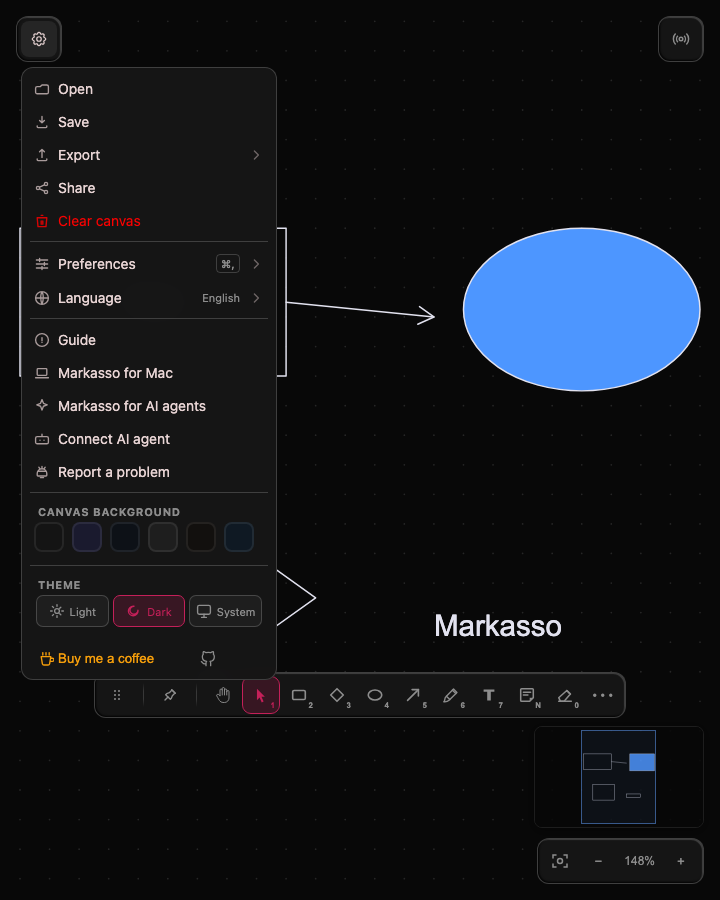 Open
Save
Export
Share
Clear canvas
Preferences ⌘,
Language English
Guide
Markasso for Mac
Markasso for AI agents
Connect AI agent
Report a problem
CANVAS BACKGROUND
THEME
Light Dark System
Buy me a coffee
Markasso
1 2 3 4 5 6 T 7 N 0
148%